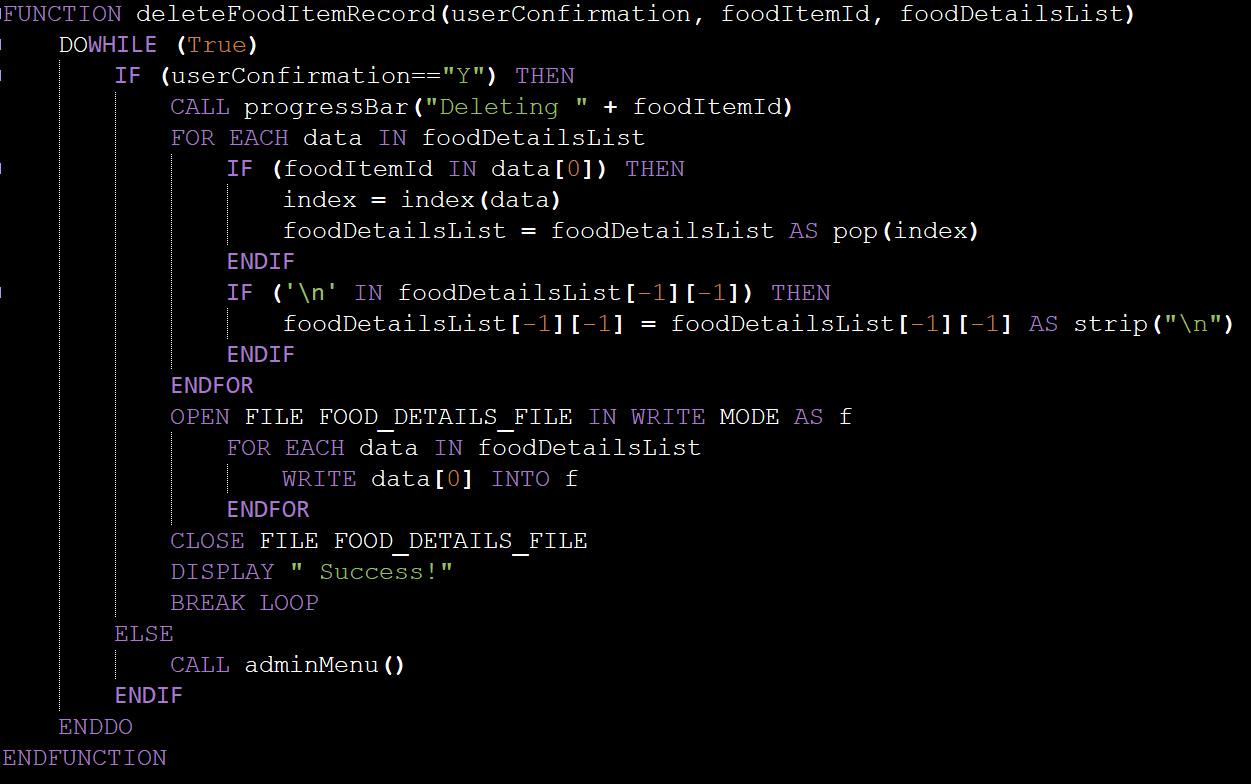 FUNCTION deleteFoodItemRecord(userConfirmation, foodItemId, foodDetailsList)
    DOWHILE (True)
        IF (userConfirmation=="Y") THEN
            CALL progressBar("Deleting " + foodItemId)
            FOR EACH data IN foodDetailsList
                IF (foodItemId IN data[0]) THEN
                    index = index(data)
                    foodDetailsList = foodDetailsList AS pop(index)
                ENDIF
                IF ('\n' IN foodDetailsList[-1][-1]) THEN
                    foodDetailsList[-1][-1] = foodDetailsList[-1][-1] AS strip("\n")
                ENDIF
            ENDFOR
            OPEN FILE FOOD_DETAILS_FILE IN WRITE MODE AS f
                FOR EACH data IN foodDetailsList
                    WRITE data[0] INTO f
                ENDFOR
            CLOSE FILE FOOD_DETAILS_FILE
            DISPLAY " Success!"
            BREAK LOOP
        ELSE
            CALL adminMenu()
        ENDIF
    ENDDO
ENDFUNCTION